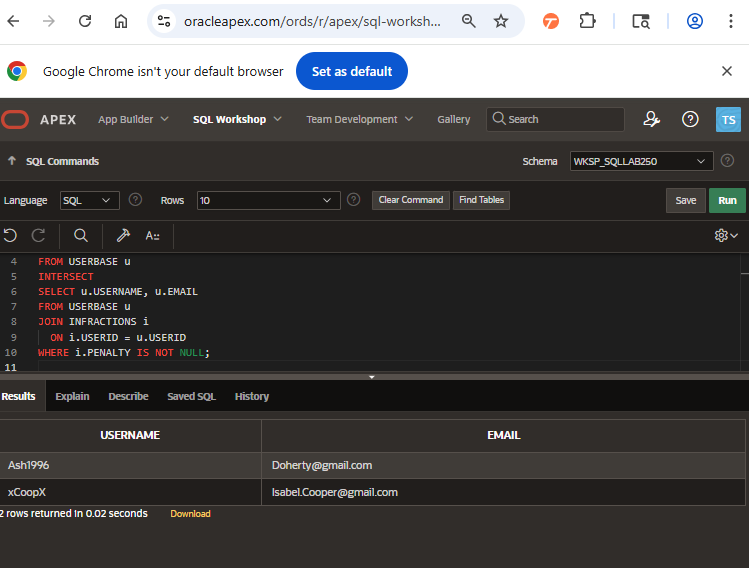 oracleapex.com/ords/r/apex/sql-worksh...
Google Chrome isn't your default browser Set as default
APEX App Builder SQL Workshop Team Development Gallery Search TS
SQL Commands Schema WKSP_SQLLAB250
Language SQL Rows 10 Clear Command Find Tables Save Run
A::
4 FROM USERBASE u
5 INTERSECT
6 SELECT u.USERNAME, u.EMAIL
7 FROM USERBASE u
8 JOIN INFRACTIONS i
9 ON i.USERID = u.USERID
10 WHERE i.PENALTY IS NOT NULL;
11
Results Explain Describe Saved SQL History
USERNAME EMAIL
Ash1996 Doherty@gmail.com
xCoopX Isabel.Cooper@gmail.com
2 rows returned in 0.02 seconds Download